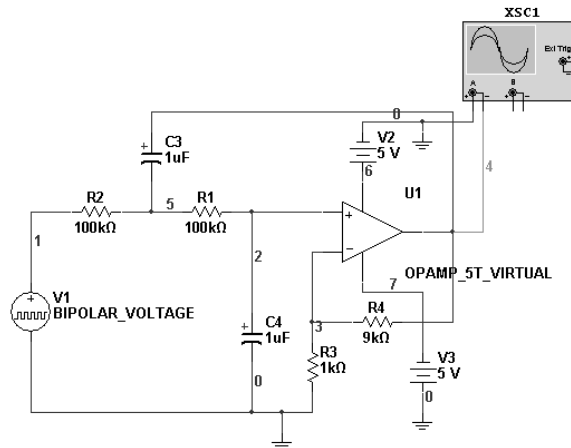 XSC1
Ext Trig
A
B
0
C3
1uF
V2
5 V
6
4
U1
R2
100kΩ
5
R1
100kΩ
1
2
OPAMP_5T_VIRTUAL
7
V1
BIPOLAR_VOLTAGE
C4
1uF
3
R4
9kΩ
R3
1kΩ
V3
5 V
0
0